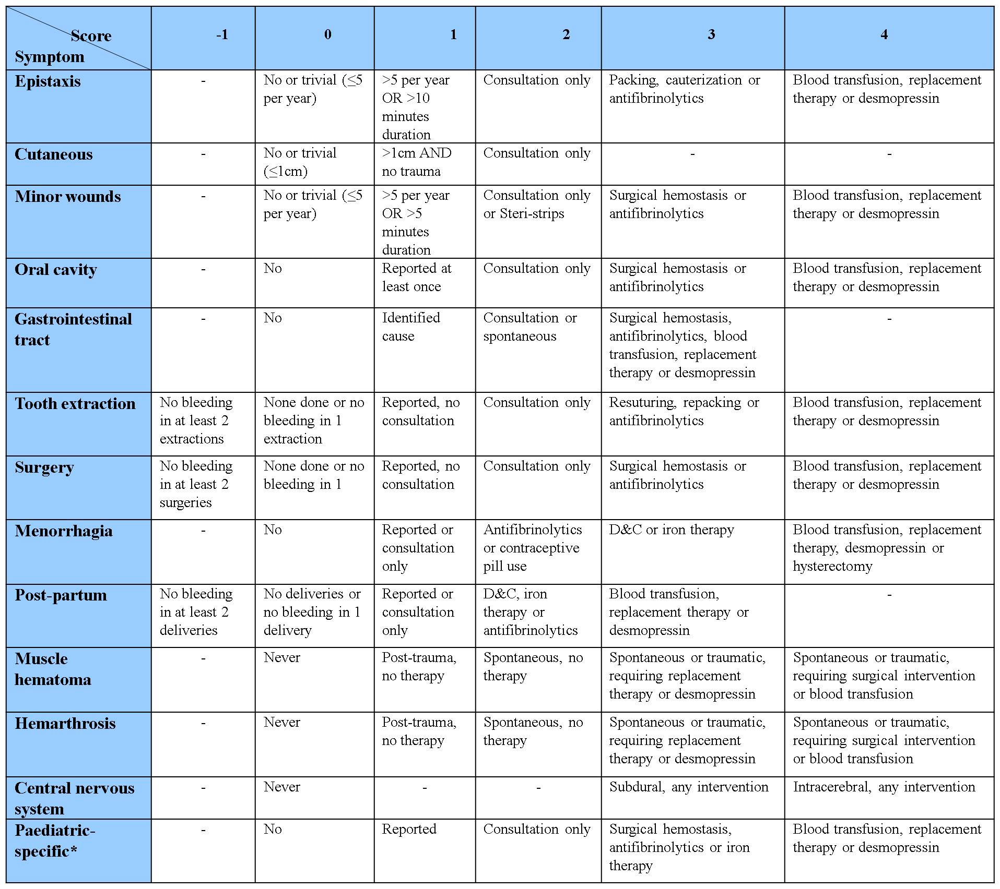 Score
Symptom
-1
0
1
2
3
4
Epistaxis
-
No or trivial (≤5
per year)
>5 per year
OR >10
minutes
duration
Consultation only
Packing, cauterization or
antifibrinolytics
Blood transfusion, replacement
therapy or desmopressin
Cutaneous
-
No or trivial
(≤1cm)
>1cm AND
no trauma
Consultation only
-
-
Minor wounds
-
No or trivial (≤5
per year)
>5 per year
OR >5
minutes
duration
Consultation only
or Steri-strips
Surgical hemostasis or
antifibrinolytics
Blood transfusion, replacement
therapy or desmopressin
Oral cavity
-
No
Reported at
least once
Consultation only
Surgical hemostasis or
antifibrinolytics
Blood transfusion, replacement
therapy or desmopressin
Gastrointestinal
tract
-
No
Identified
cause
Consultation or
spontaneous
Surgical hemostasis,
antifibrinolytics, blood
transfusion, replacement
therapy or desmopressin
-
Tooth extraction
No bleeding
in at least 2
extractions
None done or no
bleeding in 1
extraction
Reported, no
consultation
Consultation only
Resuturing, repacking or
antifibrinolytics
Blood transfusion, replacement
therapy or desmopressin
Surgery
No bleeding
in at least 2
surgeries
None done or no
bleeding in 1
Reported, no
consultation
Consultation only
Surgical hemostasis or
antifibrinolytics
Blood transfusion, replacement
therapy or desmopressin
Menorrhagia
-
No
Reported or
consultation
only
Antifibrinolytics
or contraceptive
pill use
D&C or iron therapy
Blood transfusion, replacement
therapy, desmopressin or
hysterectomy
Post-partum
No bleeding
in at least 2
deliveries
No deliveries or
no bleeding in 1
delivery
Reported or
consultation
only
D&C, iron
therapy or
antifibrinolytics
Blood transfusion,
replacement therapy or
desmopressin
-
Muscle
hematoma
-
Never
Post-trauma,
no therapy
Spontaneous, no
therapy
Spontaneous or traumatic,
requiring replacement
therapy or desmopressin
Spontaneous or traumatic,
requiring surgical intervention
or blood transfusion
Hemarthrosis
-
Never
Post-trauma,
no therapy
Spontaneous, no
therapy
Spontaneous or traumatic,
requiring replacement
therapy or desmopressin
Spontaneous or traumatic,
requiring surgical intervention
or blood transfusion
Central nervous
system
-
Never
-
-
Subdural, any intervention
Intracerebral, any intervention
Paediatric-
specific*
-
No
Reported
Consultation only
Surgical hemostasis,
antifibrinolytics or iron
therapy
Blood transfusion, replacement
therapy or desmopressin